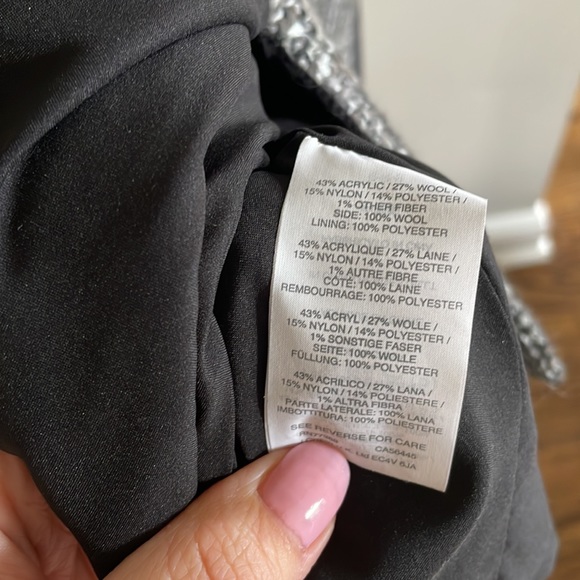 43% ACRYLIC / 27% WOOL /
15% NYLON / 14% POLYESTER /
1% OTHER FIBER
SIDE: 100% WOOL
LINING: 100% POLYESTER
43% ACRYLIQUE / 27% LAINE /
15% NYLON / 14% POLYESTER /
1% AUTRE FIBRE
CÔTÉ: 100% LAINE
REMBOURRAGE: 100% POLYESTER
43% ACRYL / 27% WOLLE /
15% NYLON / 14% POLYESTER /
1% SONSTIGE FASER
SEITE: 100% WOLLE
FÜLLUNG: 100% POLYESTER
43% ACRILICO / 27% LANA /
15% NYLON / 14% POLIESTERE /
1% ALTRA FIBRA
PARTE LATERALE: 100% LANA
IMBOTTITURA: 100% POLIESTERE
SEE REVERSE FOR CARE
CA56445
Ltd EC4V 6JA